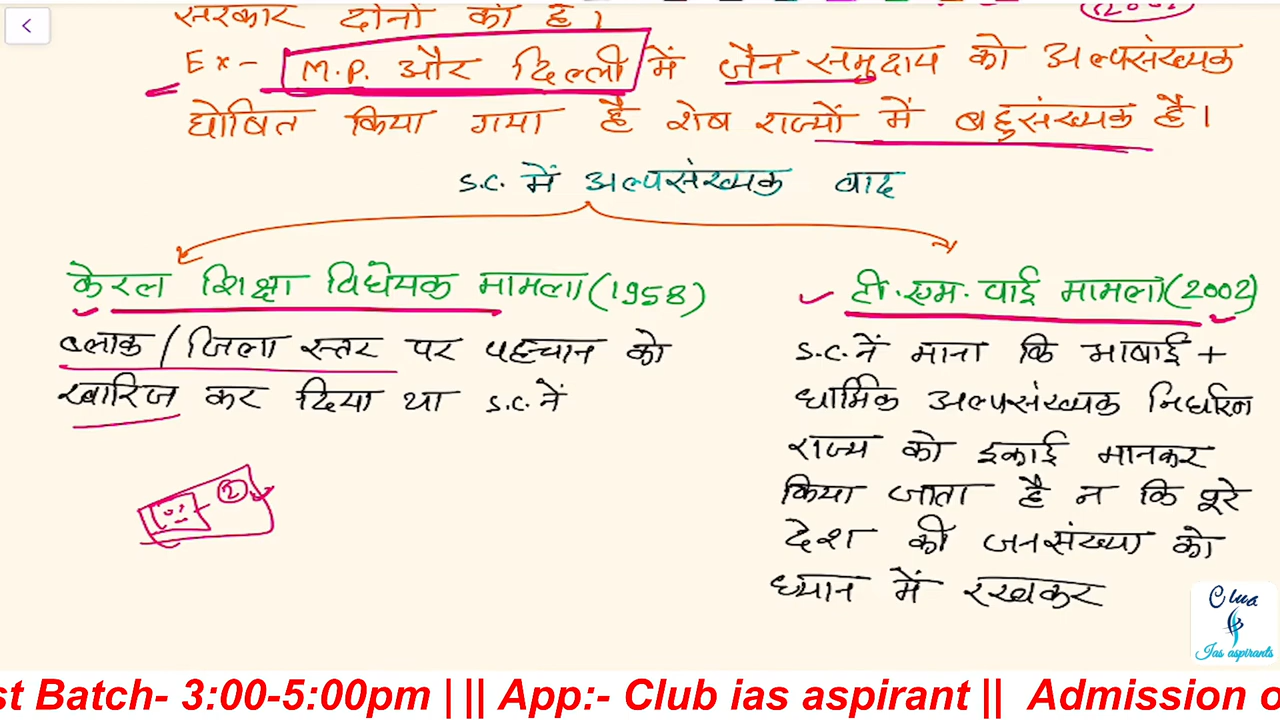 सरकार दोनों को है।
Ex- M.P. और दिल्ली में जैन समुदाय को अल्पसंख्यक
घोषित किया गया है शेष राज्यों में बहुसंख्यक है।
S.C. में अल्पसंख्यक वाद
केरल शिक्षा विधेयक मामला (1958)
ब्लाक / जिला स्तर पर पहचान को
खारिज कर दिया था S.C. नें
टी. एम. पाई मामला (2002)
S.C. नें माना कि भाषाई +
धार्मिक अल्पसंख्यक निर्धारन
राज्य को इकाई मानकर
किया जाता है न कि पूरे
देश की जनसंख्या को
ध्यान में रखकर
2
Club
Ias aspirants
st Batch- 3:00-5:00pm | || App:- Club ias aspirant || Admission o